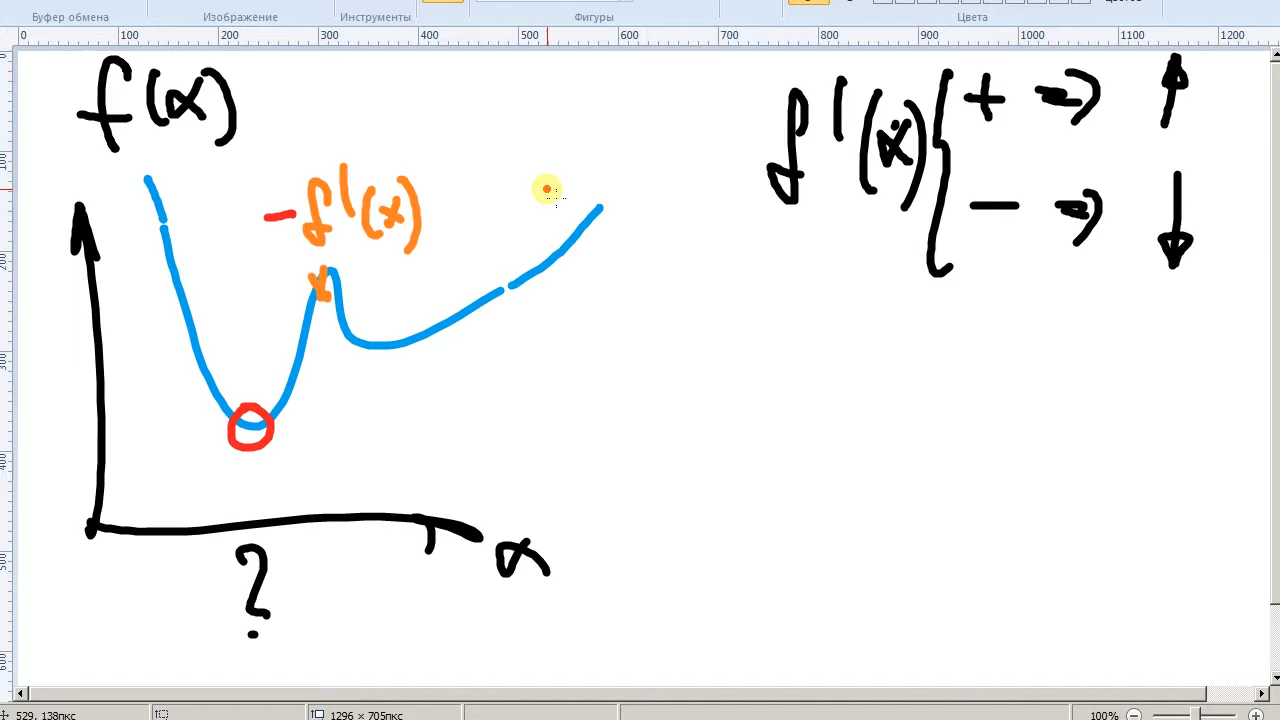 Буфер обмена Изображение Инструменты Фигуры Цвета
0 100 200 300 400 500 600 700 800 900 1000 1100 1200
f(x)
f'(x) { + ⇒ ↑
− ⇒ ↓
− f'(x)
x
?
529, 138пкс 1296 × 705пкс 100%